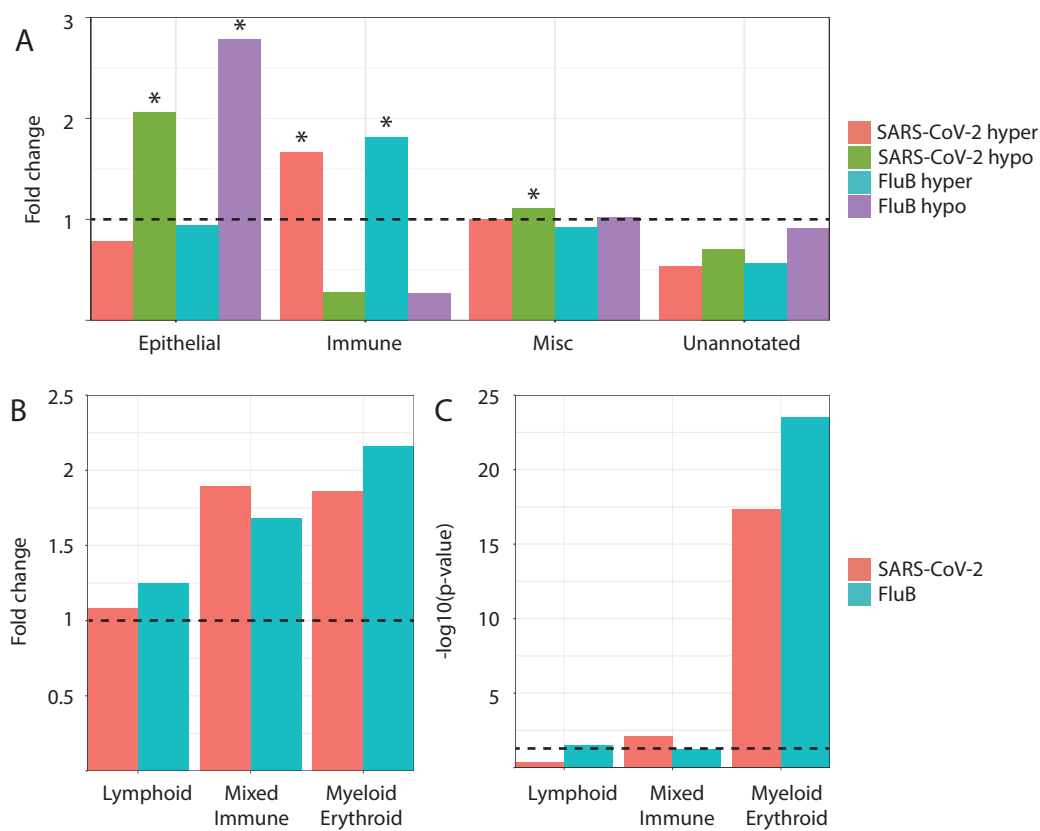 A
Fold change
3
2
1
*
*
*
*
*
Epithelial
Immune
Misc
Unannotated
SARS-CoV-2 hyper
SARS-CoV-2 hypo
FluB hyper
FluB hypo
B
Fold change
2.5
2
1.5
1
0.5
Lymphoid
Mixed
Immune
Myeloid
Erythroid
C
-log10(p-value)
25
20
15
10
5
Lymphoid
Mixed
Immune
Myeloid
Erythroid
SARS-CoV-2
FluB